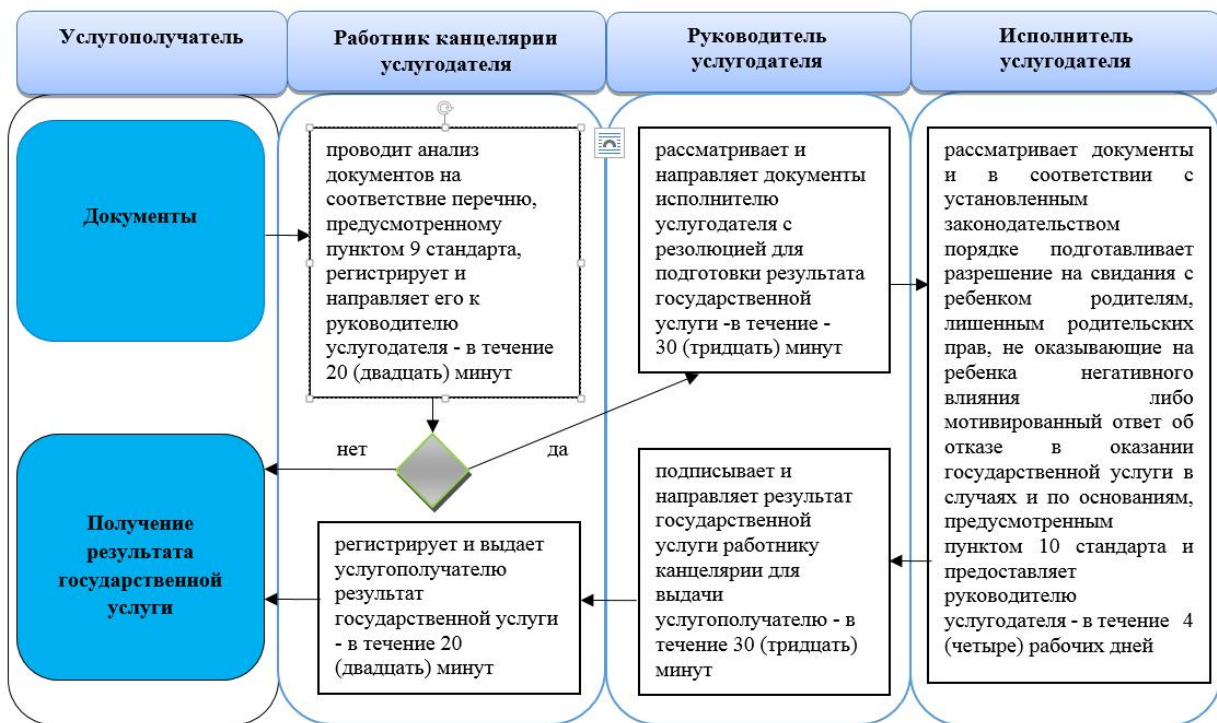 Услугополучатель
Работник канцелярии
услугодателя
Руководитель
услугодателя
Исполнитель
услугодателя
Документы
проводит анализ
документов на
соответствие перечню,
предусмотренному
пунктом 9 стандарта,
регистрирует и
направляет его к
руководителю
услугодателя - в течение
20 (двадцать) минут
рассматривает и
направляет документы
исполнителю
услугодателя с
резолюцией для
подготовки результата
государственной
услуги -в течение -
30 (тридцать) минут
рассматривает документы
и в соответствии с
установленным
законодательством
порядке подготавливает
разрешение на свидания с
ребенком родителям,
лишенным родительских
прав, не оказывающие на
ребенка негативного
влияния либо
мотивированный ответ об
отказе в оказании
государственной услуги в
случаях и по основаниям,
предусмотренным
пунктом 10 стандарта и
предоставляет
руководителю
услугодателя - в течение 4
(четыре) рабочих дней
нет
да
подписывает и
направляет результат
государственной
услуги работнику
канцелярии для
выдачи
услугополучателю - в
течение 30 (тридцать)
минут
регистрирует и выдает
услугополучателю
результат
государственной услуги
- в течение 20
(двадцать) минут
Получение
результата
государственной
услуги